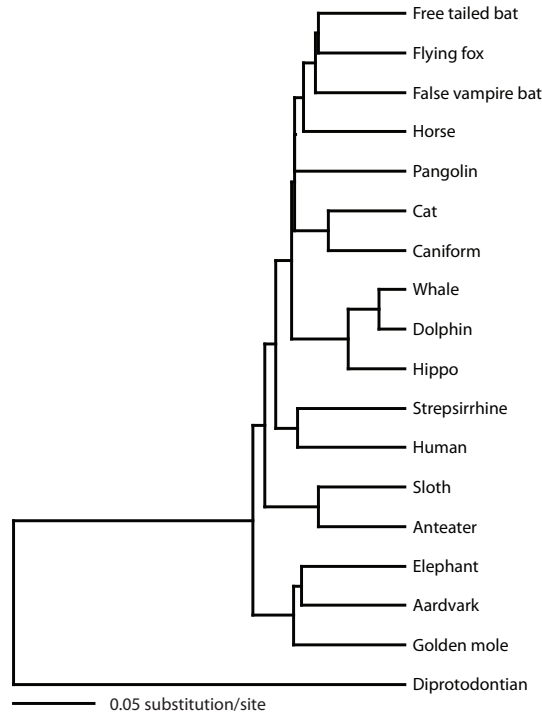 Free tailed bat
Flying fox
False vampire bat
Horse
Pangolin
Cat
Caniform
Whale
Dolphin
Hippo
Strepsirrhine
Human
Sloth
Anteater
Elephant
Aardvark
Golden mole
Diprotodontian
0.05 substitution/site